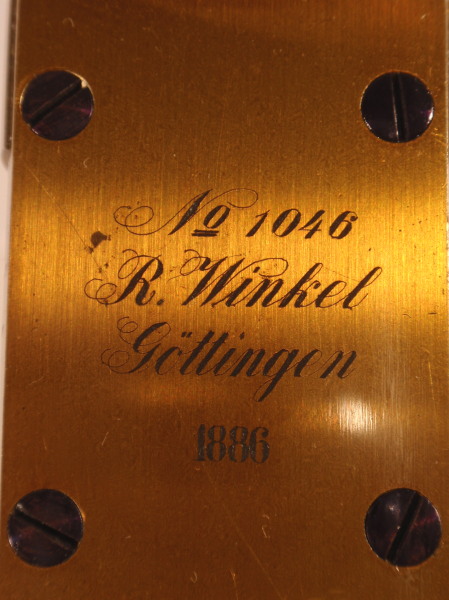 No 1046
R. Winkel
Göttingen
1886